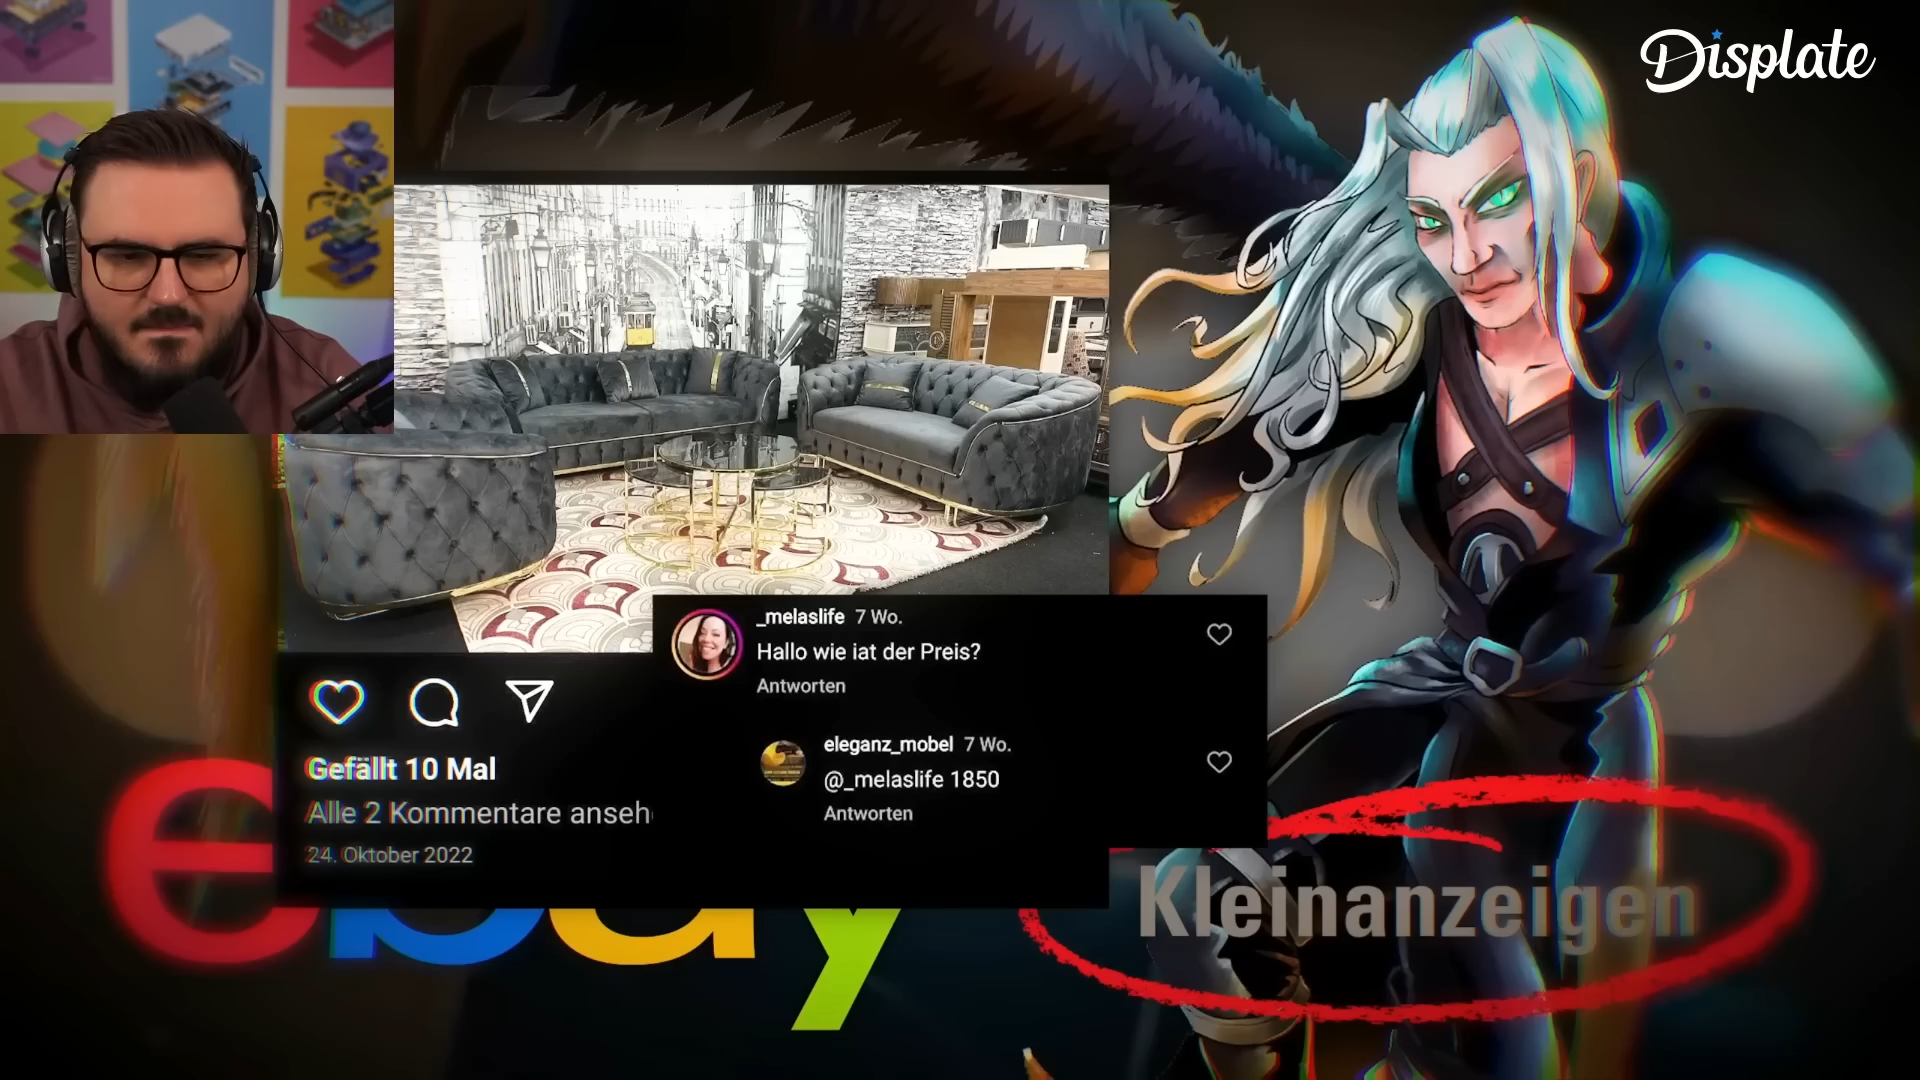 Displate
_melaslife 7 Wo.
Hallo wie iat der Preis?
Antworten
eleganz_mobel 7 Wo.
@_melaslife 1850
Antworten
Gefällt 10 Mal
Alle 2 Kommentare anseh
24. Oktober 2022
ebay
Kleinanzeigen